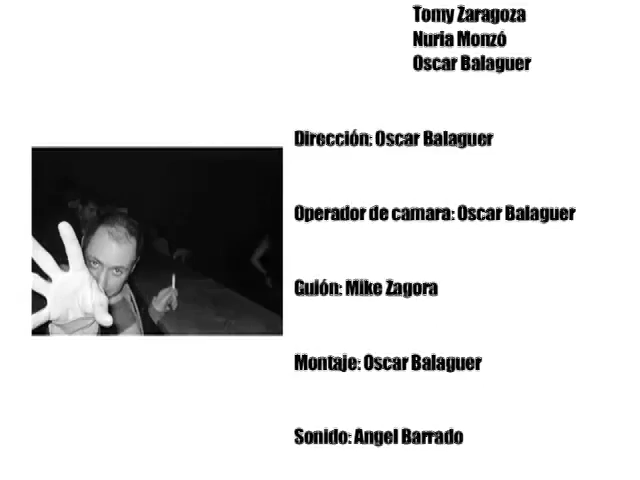 Tomy Zaragoza
Nuria Monzó
Oscar Balaguer
Dirección: Oscar Balaguer
Operador de camara: Oscar Balaguer
Guión: Mike Zagora
Montaje: Oscar Balaguer
Sonido: Angel Barrado